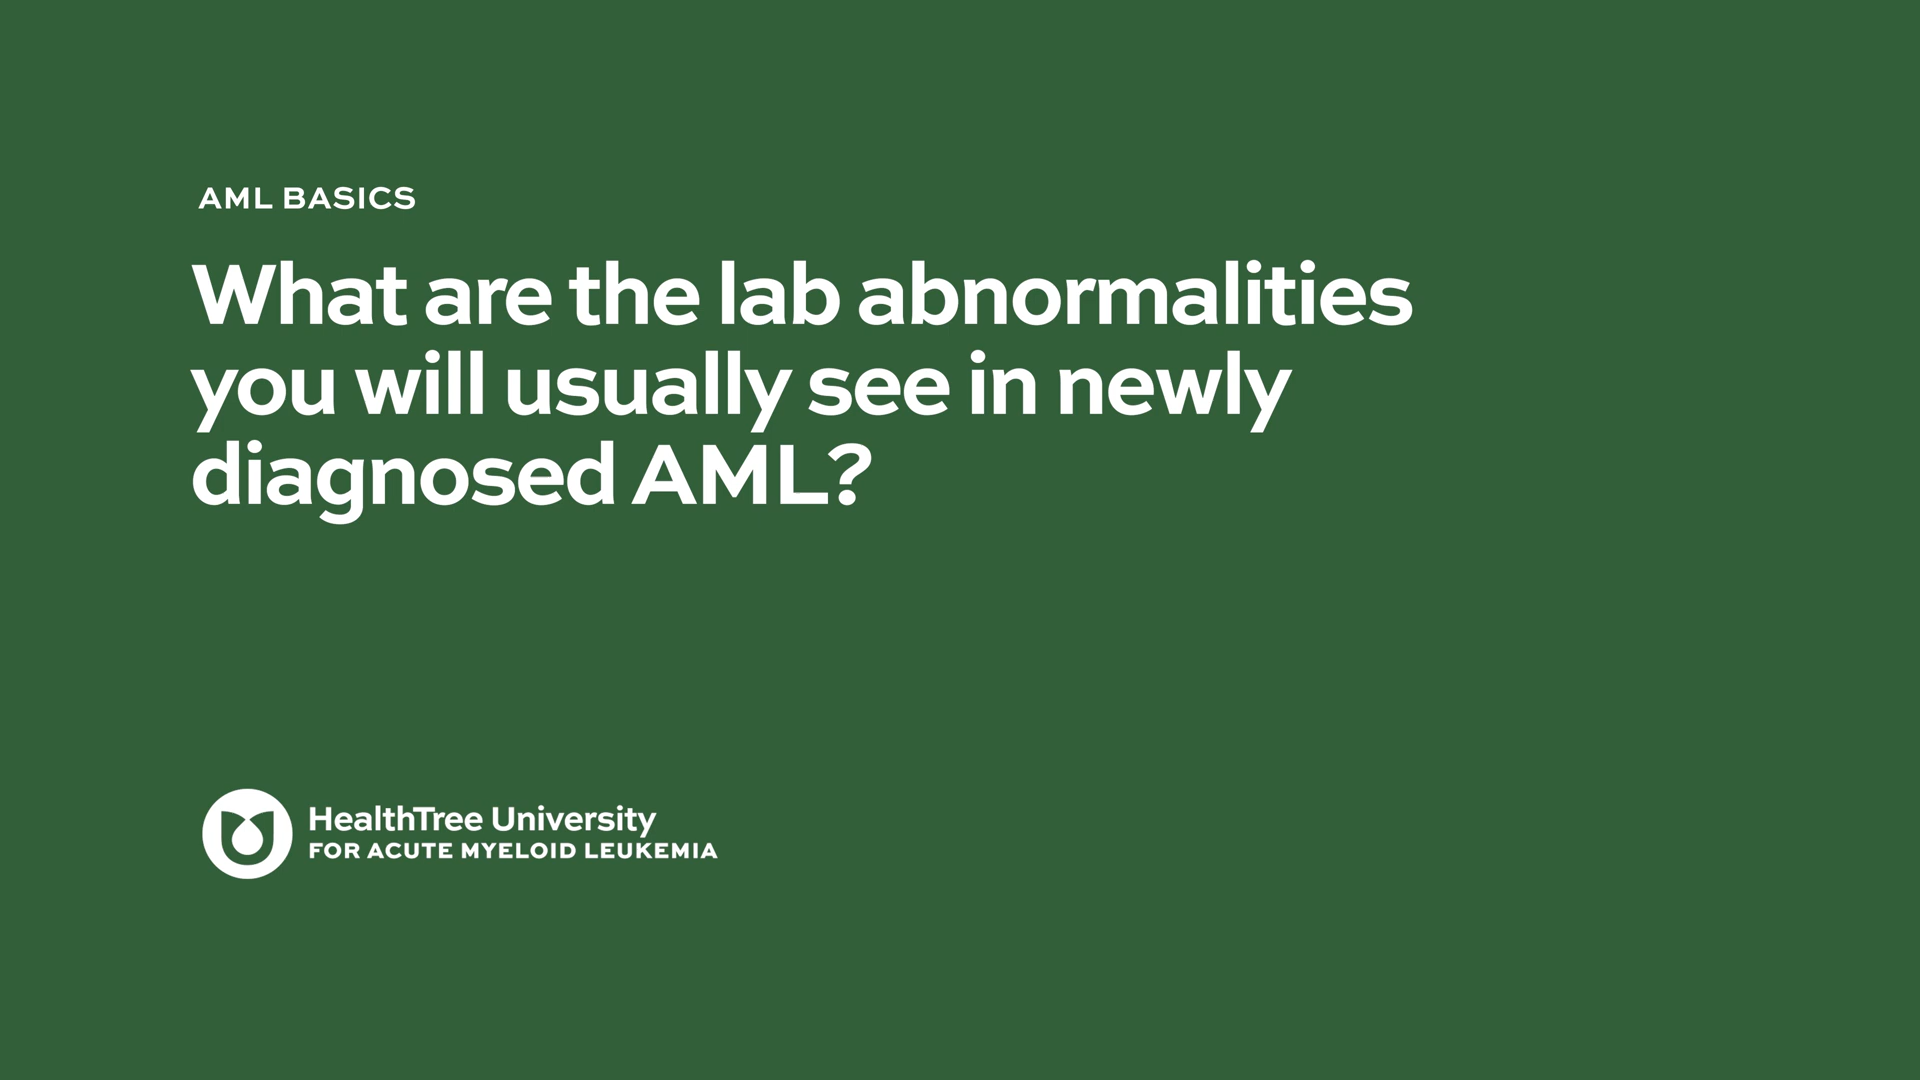 AML BASICS
What are the lab abnormalities
you will usually see in newly
diagnosed AML?
HealthTree University
FOR ACUTE MYELOID LEUKEMIA